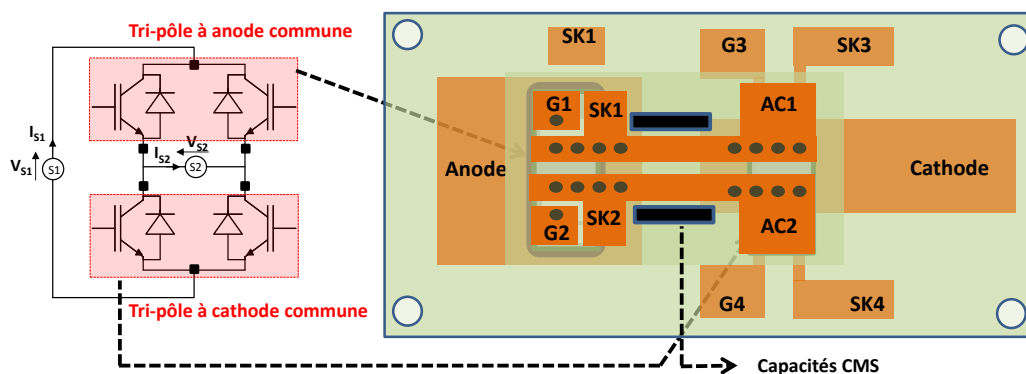 Tri-pôle à anode commune
I_S1
V_S1
S1
V_S2
I_S2
S2
Tri-pôle à cathode commune
SK1
G3
SK3
G1
SK1
AC1
Anode
Cathode
G2
SK2
AC2
G4
SK4
Capacités CMS